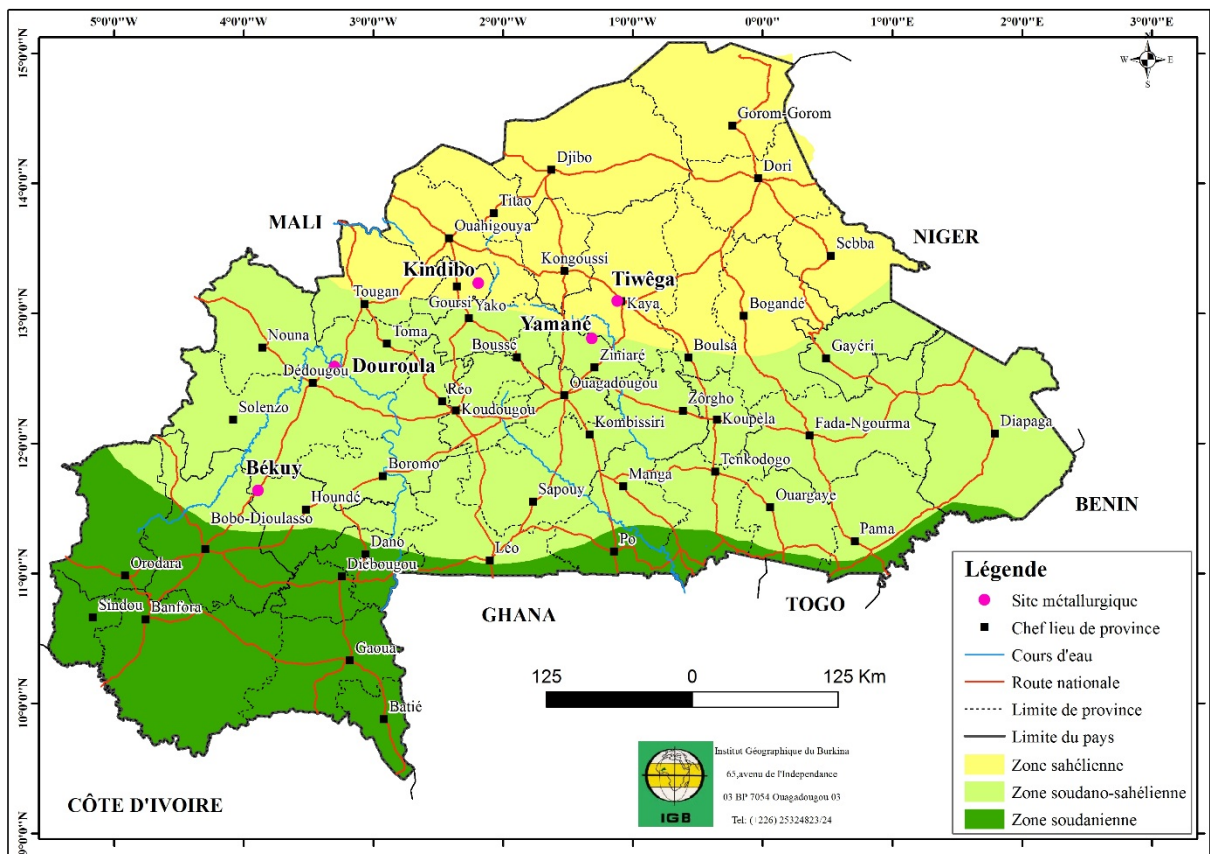 5°0'0"W 4°0'0"W 3°0'0"W 2°0'0"W 1°0'0"W 0°0'0" 1°0'0"E 2°0'0"E 3°0'0"E
15°0'0"N
14°0'0"N
13°0'0"N
12°0'0"N
11°0'0"N
10°0'0"N
9°0'0"N
W E
S
Gorom-Gorom
Djibo
Dori
Titao
MALI
Ouahigouya
NIGER
Sebba
Kindibo
Kongoussi
Tiwêga
Tougan
Goursi
Yako
Kaya
Bogandé
Yamané
Nouna
Toma
Boussé
Boulsa
Gayéri
Ziniaré
Dédougou
Douroula
Réo
Ouagadougou
Solenzo
Koudougou
Zôrgho
Koupèla
Kombissiri
Fada-Ngourma
Diapaga
Békuy
Boromo
Tenkodogo
Manga
Houndé
Sapouy
Ouargaye
Bobo-Dioulasso
BENIN
Pama
Dano
Léo
Po
Orodara
Diébougou
Sindou
Banfora
GHANA
TOGO
Gaoua
Batié
CÔTE D'IVOIRE
125 0 125 Km
IGB
Institut Géographique du Burkina
65,avenu de l'Independance
03 BP 7054 Ouagadougou 03
Tel: (+226) 25324823/24
Légende
Site métallurgique
Chef lieu de province
Cours d'eau
Route nationale
Limite de province
Limite du pays
Zone sahélienne
Zone soudano-sahélienne
Zone soudanienne